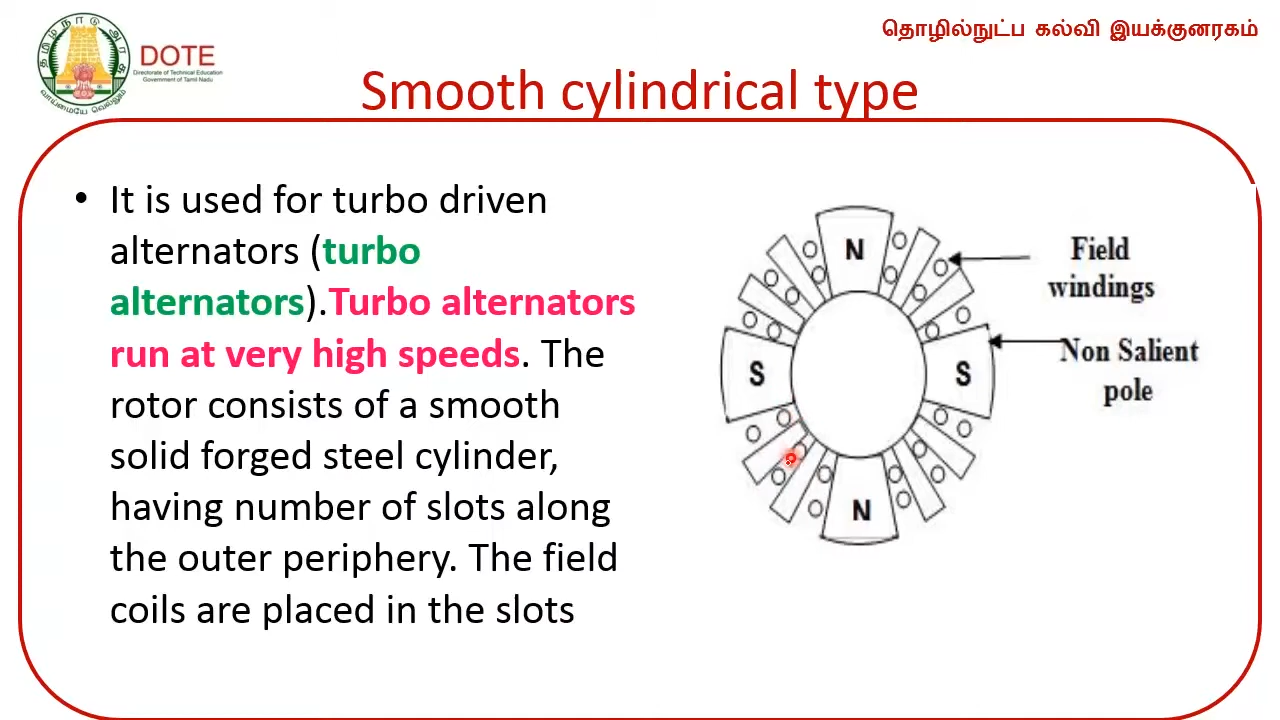 தொழில்நுட்ப கல்வி இயக்குனரகம்
DOTE
Directorate of Technical Education
Government of Tamil Nadu
Smooth cylindrical type
• It is used for turbo driven
alternators (turbo
alternators).Turbo alternators
run at very high speeds. The
rotor consists of a smooth
solid forged steel cylinder,
having number of slots along
the outer periphery. The field
coils are placed in the slots
N
Field
windings
S
S
Non Salient
pole
N